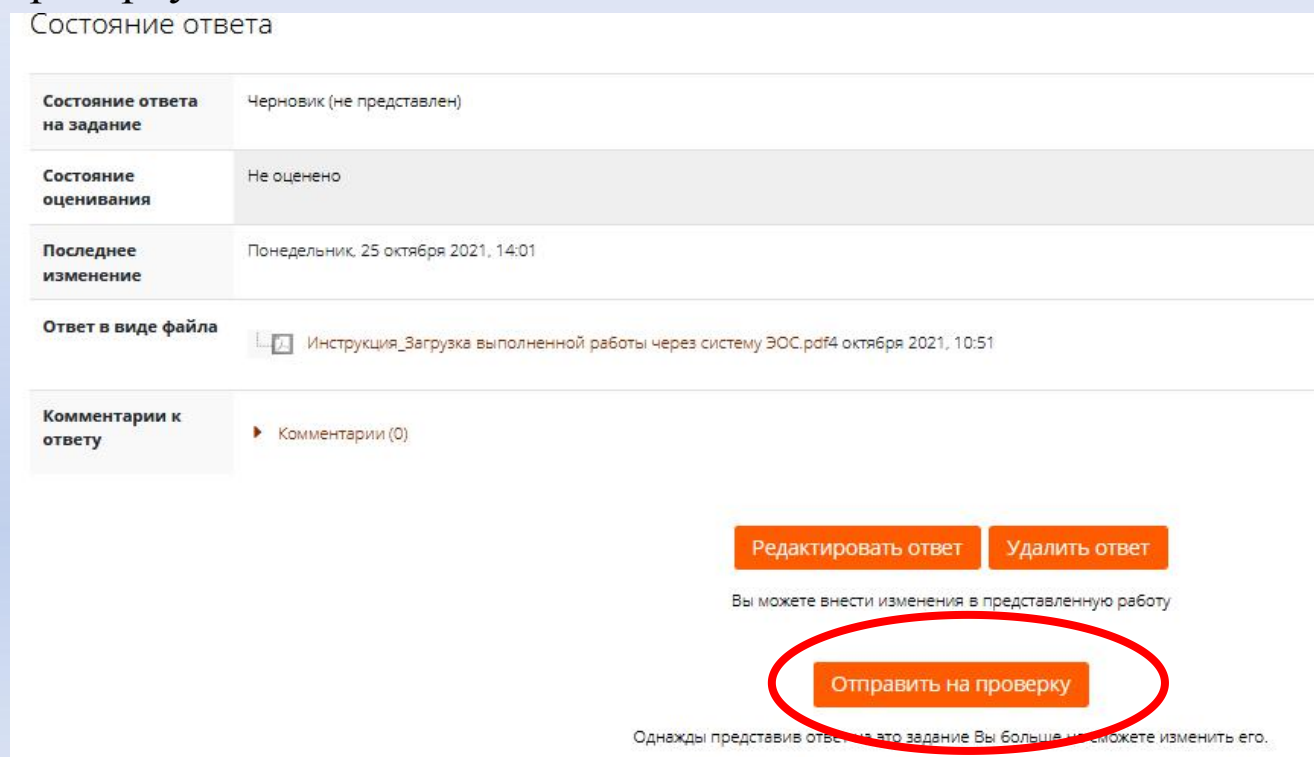 Состояние ответа
Состояние ответа
на задание
Черновик (не представлен)
Состояние
оценивания
Не оценено
Последнее
изменение
Понедельник, 25 октября 2021, 14:01
Ответ в виде файла
Инструкция_Загрузка выполненной работы через систему ЭОС.pdf4 октября 2021, 10:51
Комментарии к
ответу
Комментарии (0)
Редактировать ответ Удалить ответ
Вы можете внести изменения в представленную работу
Отправить на проверку
Однажды представив ответ на это задание Вы больше не сможете изменить его.